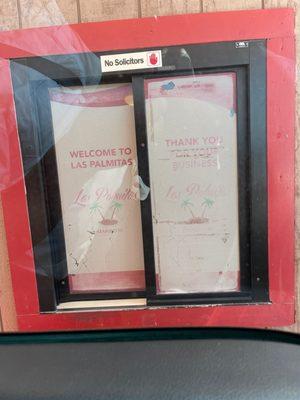 No Solicitors
WELCOME TO
LAS PALMITAS
Las Palmitas
THANK YOU
BUSINESS
Las Palmitas